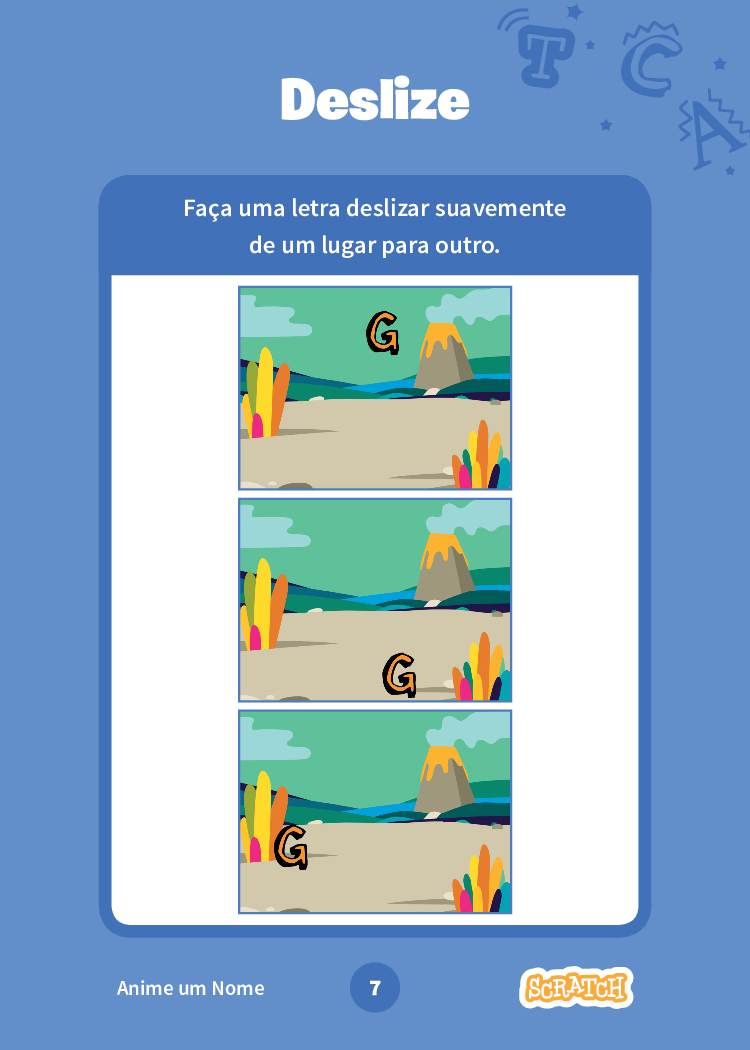 T C A
Deslize
Faça uma letra deslizar suavemente
de um lugar para outro.
G
G
G
Anime um Nome
7
SCRATCH